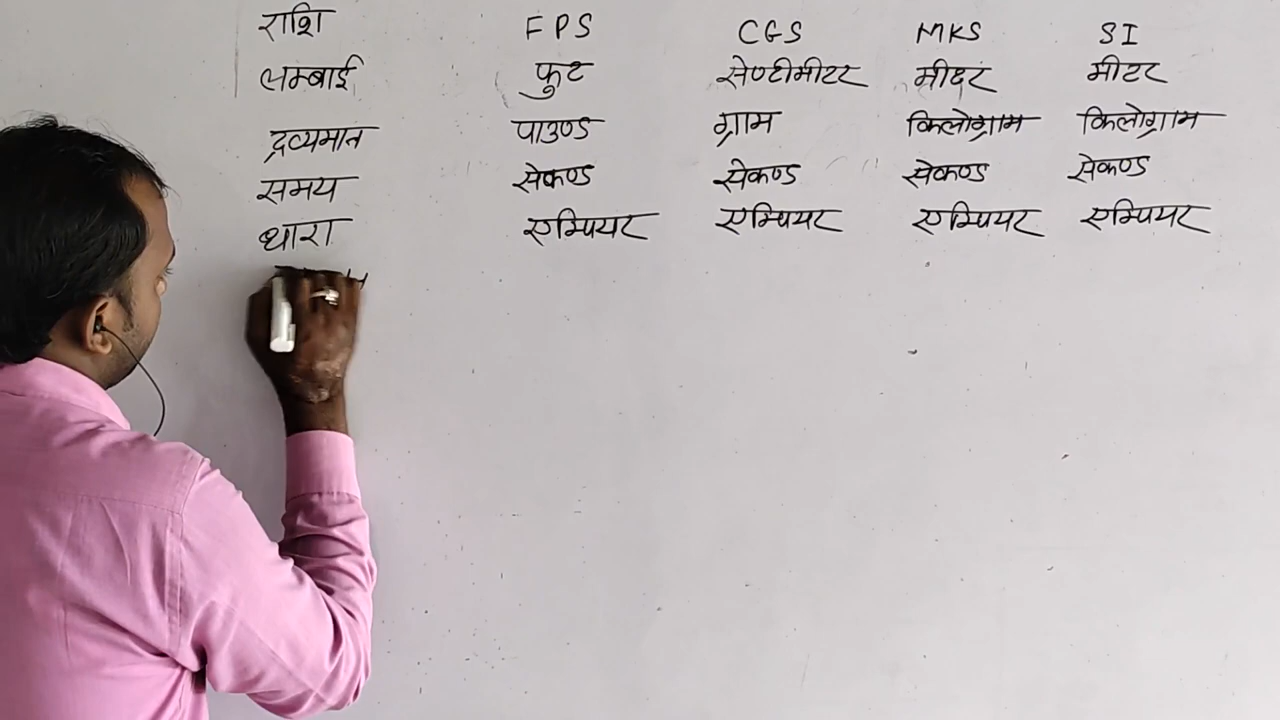 राशि FPS CGS MKS SI
लम्बाई फुट सेण्टीमीटर मीटर मीटर
द्रव्यमान पाउण्ड ग्राम किलोग्राम किलोग्राम
समय सेकण्ड सेकण्ड सेकण्ड सेकण्ड
धारा एम्पियर एम्पियर एम्पियर एम्पियर